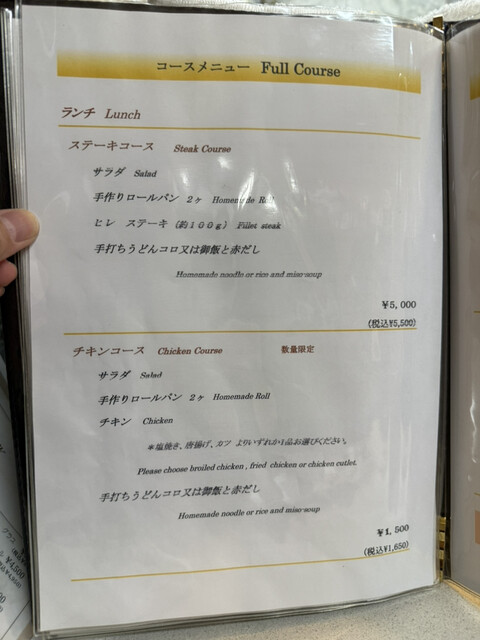 コースメニュー Full Course
ランチ Lunch
ステーキコース Steak Course
サラダ Salad
手作りロールパン 2ヶ Homemade Roll
ヒレ ステーキ (約100g) Fillet steak
手打ちうどんコロ又は御飯と赤だし
Homemade noodle or rice and miso-soup
¥5,000
(税込¥5,500)
チキンコース Chicken Course 数量限定
サラダ Salad
手作りロールパン 2ヶ Homemade Roll
チキン Chicken
*塩焼き、唐揚げ、カツ よりいずれか1品お選びください。
Please choose broiled chicken , fried chicken or chicken cutlet.
手打ちうどんコロ又は御飯と赤だし
Homemade noodle or rice and miso-soup
¥1,500
(税込¥1,650)
¥4,500